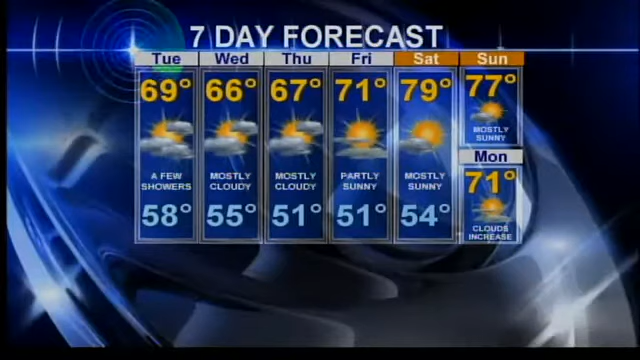 7 DAY FORECAST
Tue
69°
A FEW
SHOWERS
58°
Wed
66°
MOSTLY
CLOUDY
55°
Thu
67°
MOSTLY
CLOUDY
51°
Fri
71°
PARTLY
SUNNY
51°
Sat
79°
MOSTLY
SUNNY
54°
Sun
77°
MOSTLY
SUNNY
Mon
71°
CLOUDS
INCREASE